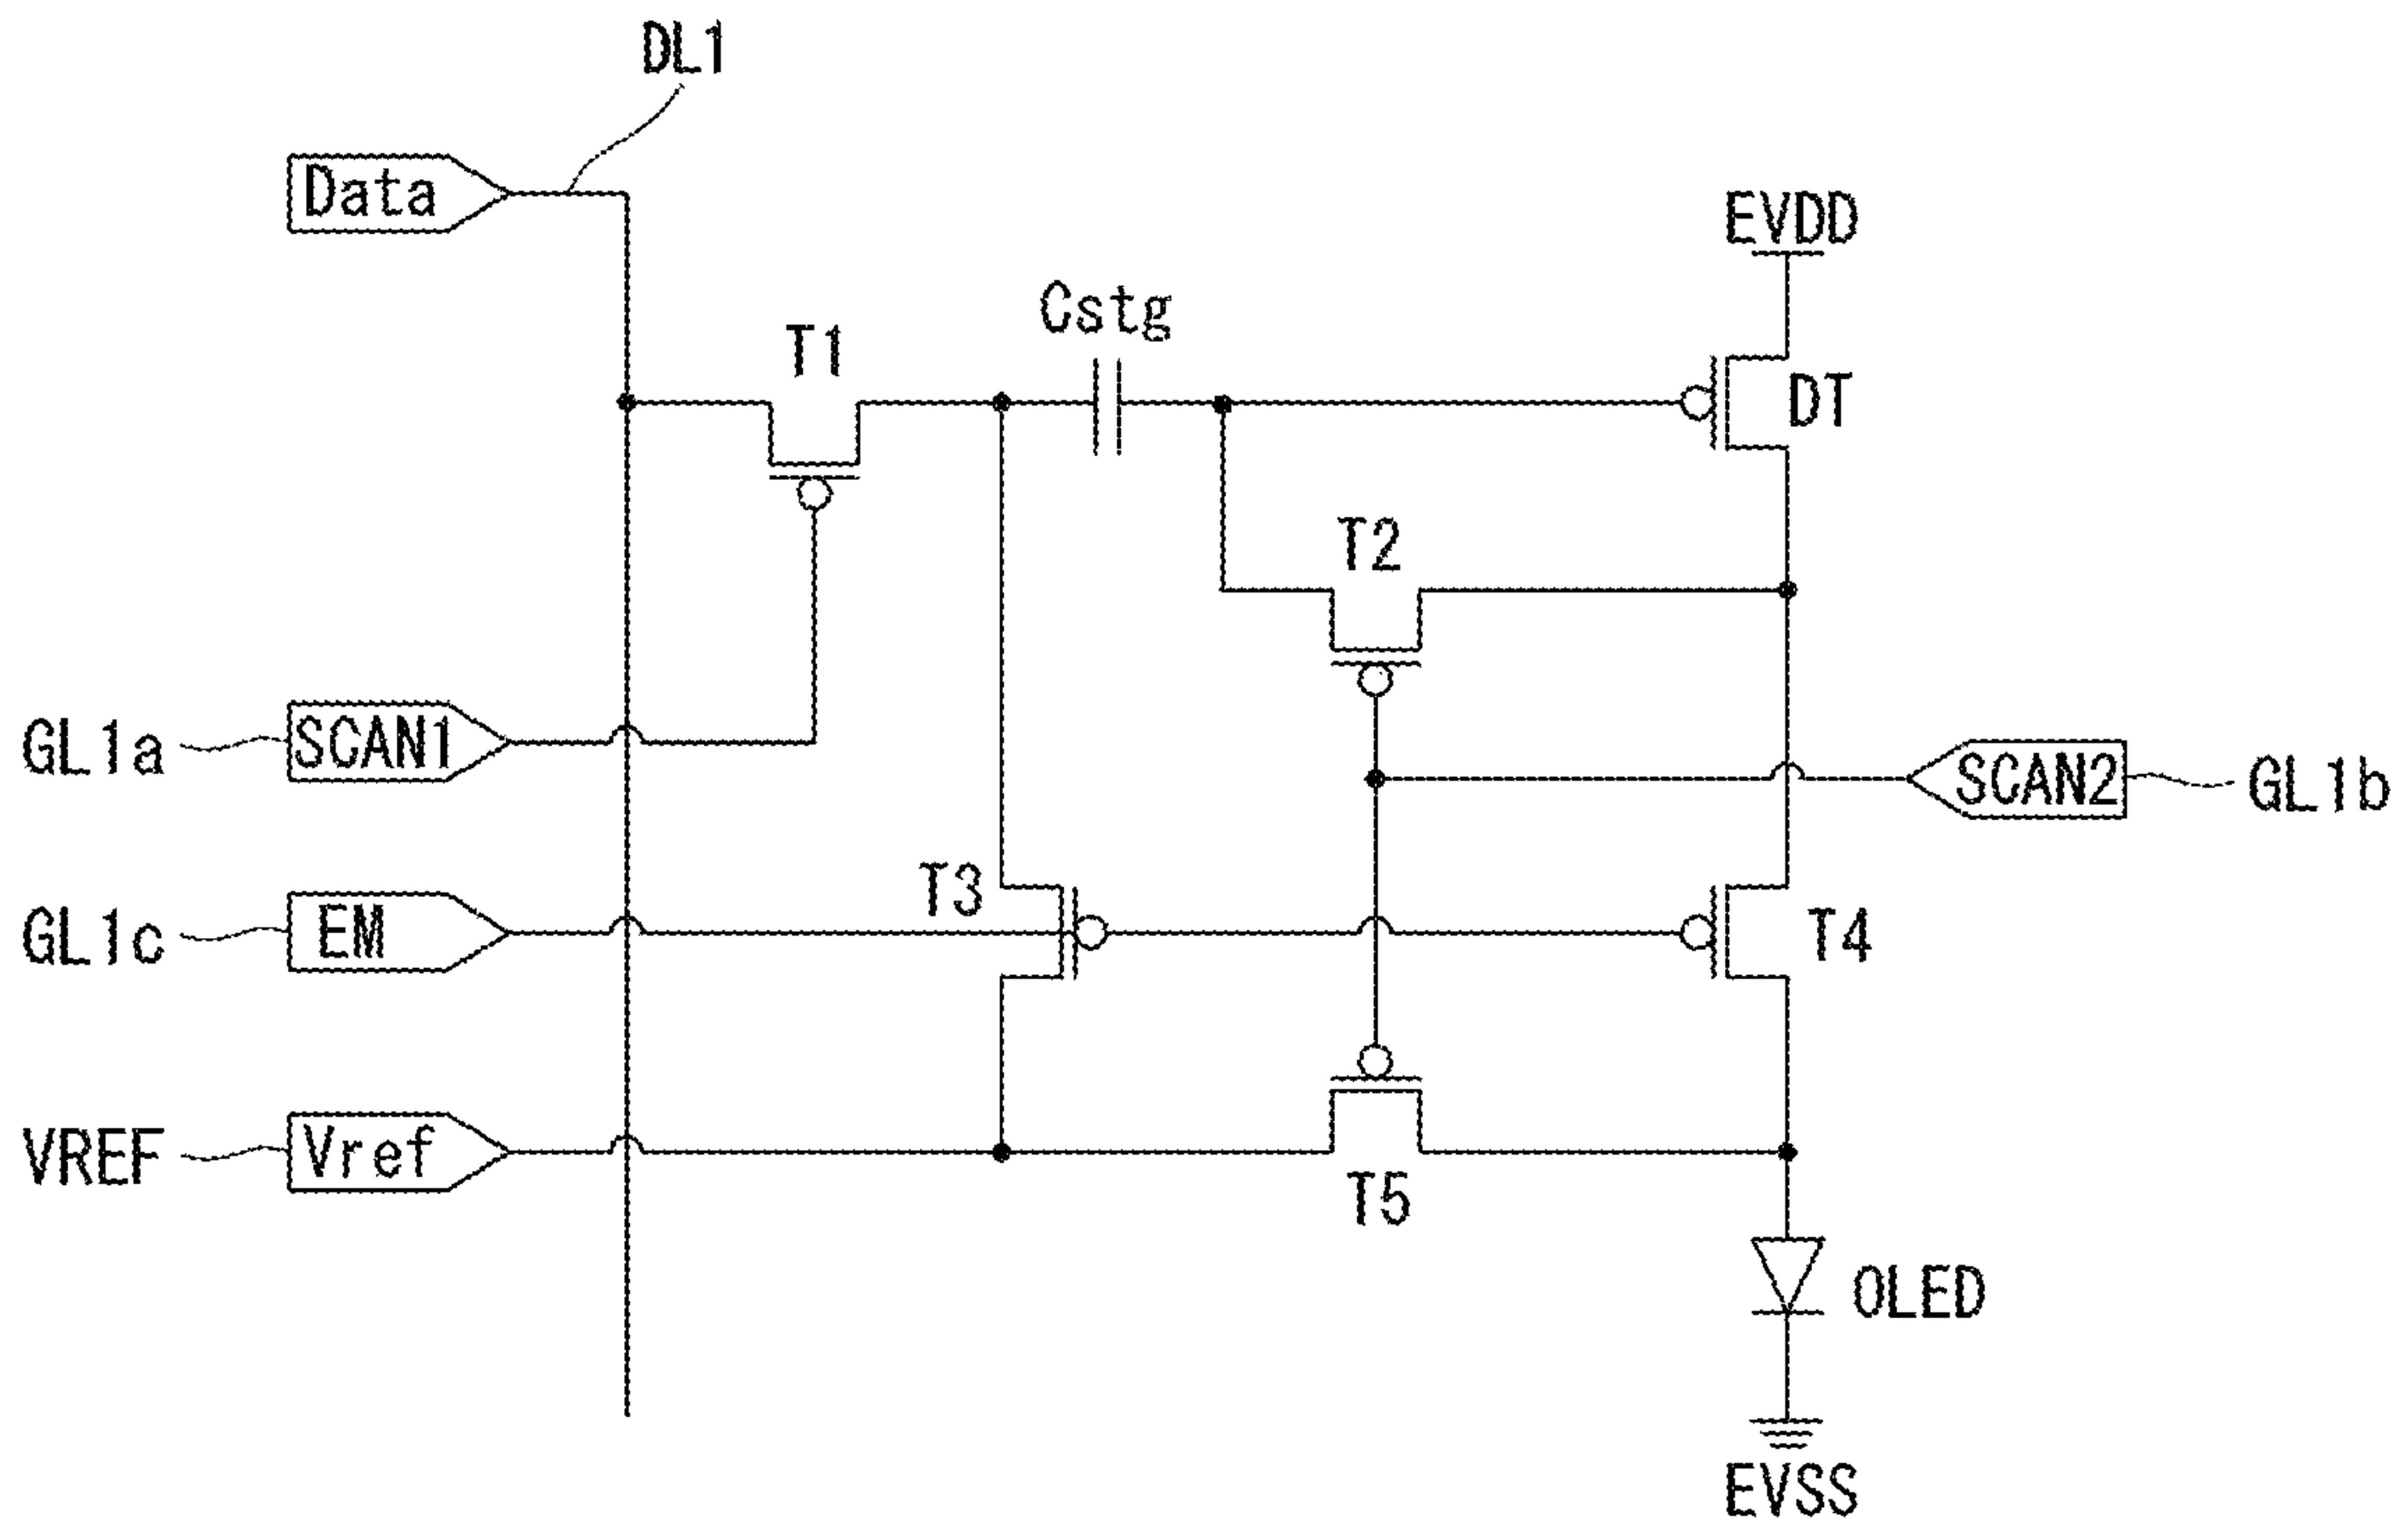 DL1
Data
EVDD
Cstg
T1
DT
T2
GL1a
SCAN1
SCAN2
GL1b
T3
GL1c
EM
T4
VREF
Vref
T5
OLED
EVSS